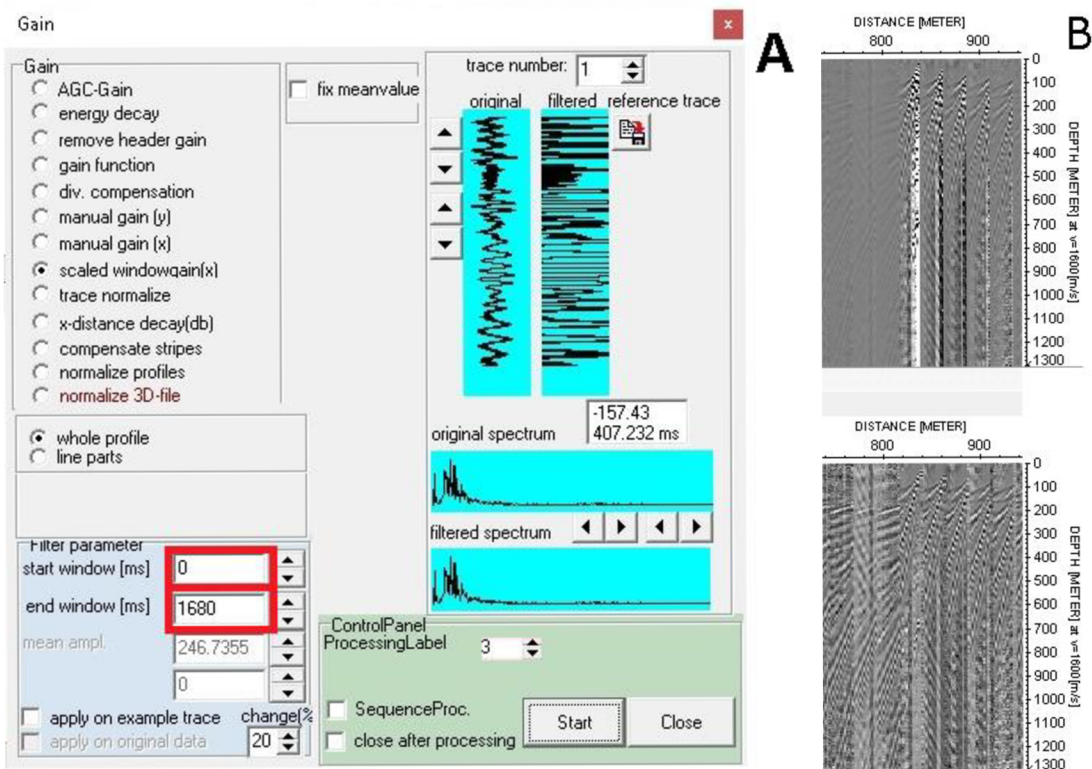 Gain
x
A
Gain
AGC-Gain
energy decay
remove header gain
gain function
div. compensation
manual gain (y)
manual gain (x)
scaled windowgain(x)
trace normalize
x-distance decay(db)
compensate stripes
normalize profiles
normalize 3D-file
fix meanvalue
trace number: 1
original filtered reference trace
whole profile
line parts
-157.43
original spectrum 407.232 ms
filtered spectrum
Filter parameter
start window [ms] 0
end window [ms] 1680
mean ampl. 246.7355
0
apply on example trace change(%
apply on original data 20
ControlPanel
ProcessingLabel 3
SequenceProc.
close after processing
Start Close
B
DISTANCE [METER]
800 900
0
100
200
300
400
500
600
700
800
900
1000
1100
1200
1300
DEPTH [METER] at v=1600[m/s]
DISTANCE [METER]
800 900
0
100
200
300
400
500
600
700
800
900
1000
1100
1200
1300
DEPTH [METER] at v=1600[m/s]